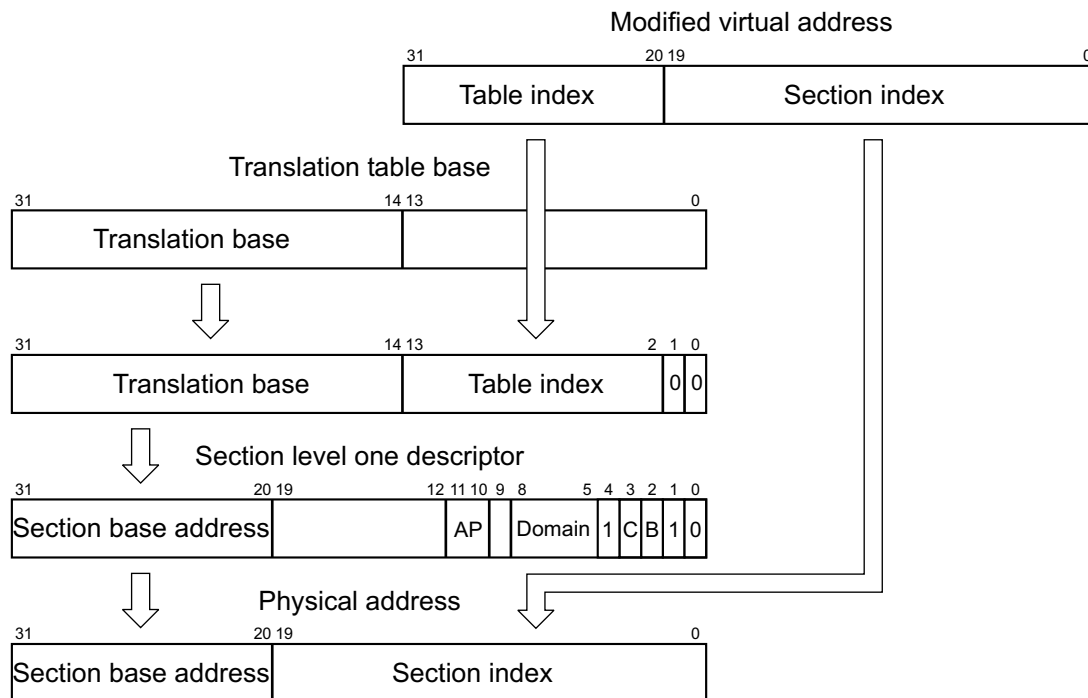 Modified virtual address
31 20 19 0
Table index Section index
Translation table base
31 14 13 0
Translation base
31 14 13 2 1 0
Translation base Table index 0 0
Section level one descriptor
31 20 19 12 11 10 9 8 5 4 3 2 1 0
Section base address AP Domain 1 C B 1 0
Physical address
31 20 19 0
Section base address Section index